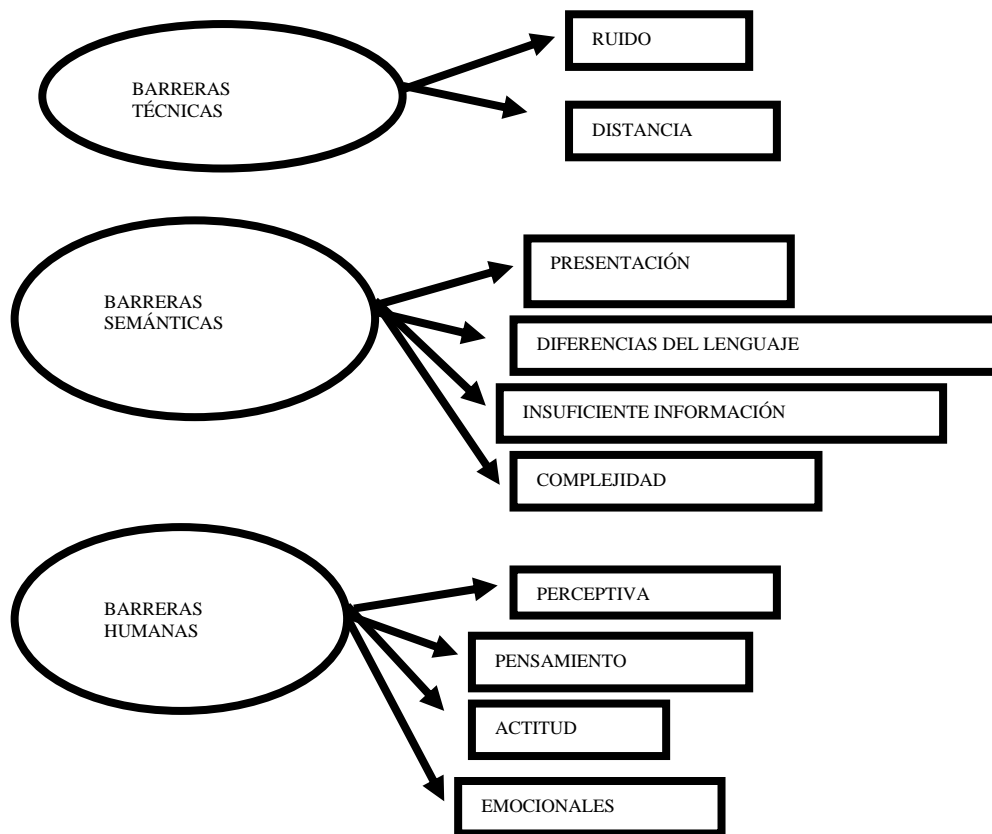 BARRERAS
TÉCNICAS
RUIDO
DISTANCIA
BARRERAS
SEMÁNTICAS
PRESENTACIÓN
DIFERENCIAS DEL LENGUAJE
INSUFICIENTE INFORMACIÓN
COMPLEJIDAD
BARRERAS
HUMANAS
PERCEPTIVA
PENSAMIENTO
ACTITUD
EMOCIONALES